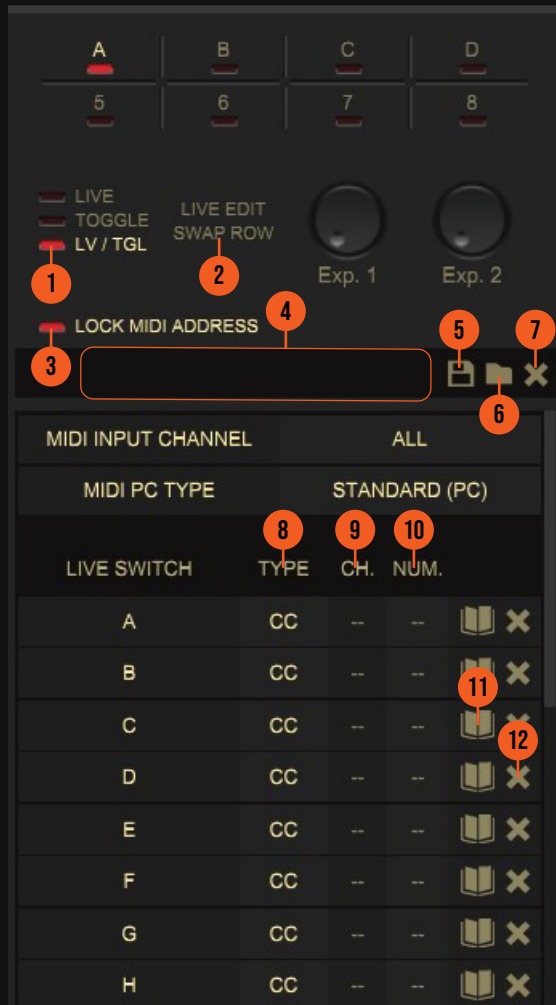 A B C D
5 6 7 8
LIVE
TOGGLE
LV / TGL
LIVE EDIT
SWAP ROW
1
2
Exp. 1
Exp. 2
LOCK MIDI ADDRESS
3
4
5
6
7
MIDI INPUT CHANNEL ALL
MIDI PC TYPE STANDARD (PC)
8 9 10
LIVE SWITCH TYPE CH. NUM.
A CC -- --
B CC -- --
11
C CC -- --
12
D CC -- --
E CC -- --
F CC -- --
G CC -- --
H CC -- --